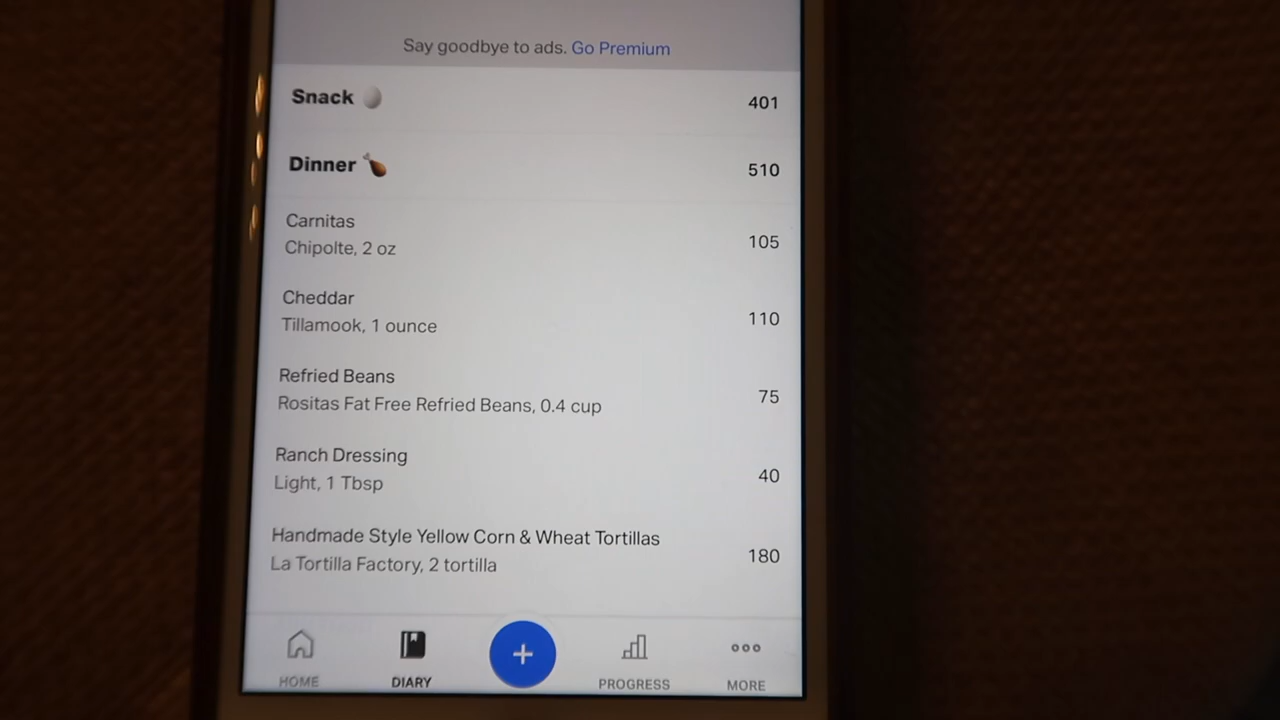 Say goodbye to ads. Go Premium
Snack 401
Dinner 510
Carnitas
Chipolte, 2 oz 105
Cheddar
Tillamook, 1 ounce 110
Refried Beans
Rositas Fat Free Refried Beans, 0.4 cup 75
Ranch Dressing
Light, 1 Tbsp 40
Handmade Style Yellow Corn & Wheat Tortillas
La Tortilla Factory, 2 tortilla 180
HOME DIARY + PROGRESS MORE